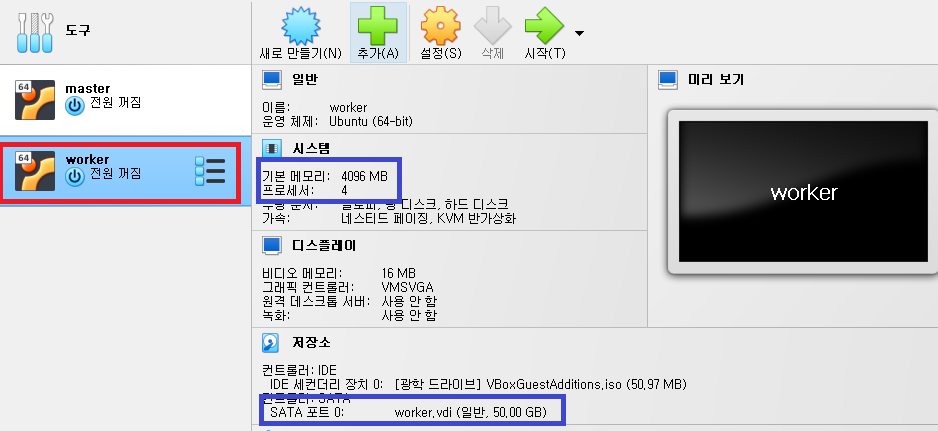 도구
새로 만들기(N) 추가(A) 설정(S) 삭제 시작(T)
64 master
전원 꺼짐
64 worker
전원 꺼짐
일반
이름: worker
운영 체제: Ubuntu (64-bit)
시스템
기본 메모리: 4096 MB
프로세서: 4
부팅 순서: 플로피, 광 디스크, 하드 디스크
가속: 네스티드 페이징, KVM 반가상화
디스플레이
비디오 메모리: 16 MB
그래픽 컨트롤러: VMSVGA
원격 데스크톱 서버: 사용 안 함
녹화: 사용 안 함
저장소
컨트롤러: IDE
IDE 세컨더리 장치 0: [광학 드라이브] VBoxGuestAdditions.iso (50,97 MB)
컨트롤러: SATA
SATA 포트 0: worker.vdi (일반, 50,00 GB)
미리 보기
worker